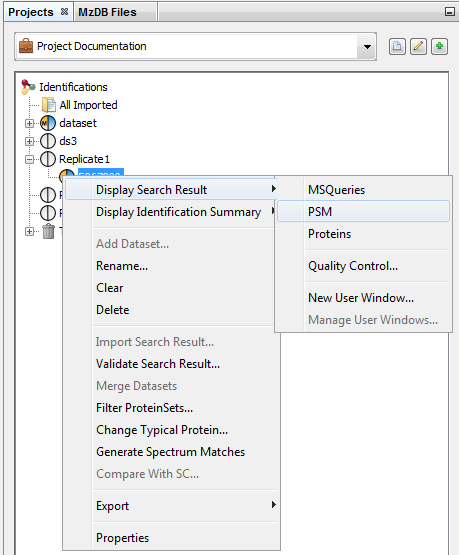 Projects
MzDB Files
Project Documentation
Identifications
All Imported
dataset
ds3
Replicate1
Display Search Result
MSQueries
Display Identification Summary
PSM
Proteins
Add Dataset...
Rename...
Quality Control...
Clear
New User Window...
Delete
Manage User Windows...
Import Search Result...
Validate Search Result...
Merge Datasets
Filter ProteinSets...
Change Typical Protein...
Generate Spectrum Matches
Compare With SC...
Export
Properties